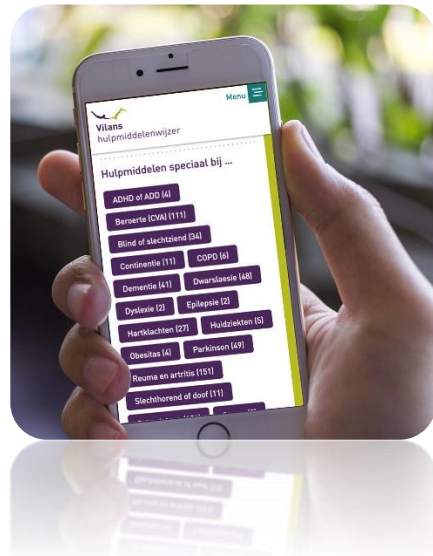 Menu
Vilans
hulpmiddelenwijzer
Hulpmiddelen speciaal bij ...
ADHD of ADD (4)
Beroerte (CVA) (111)
Blind of slechtziend (34)
Continentie (11) COPD (6)
Dementie (41) Dwarslaesie (48)
Dyslexie (2) Epilepsie (2)
Hartklachten (27) Huidziekten (5)
Obesitas (4) Parkinson (49)
Reuma en artritis (151)
Slechthorend of doof (11)